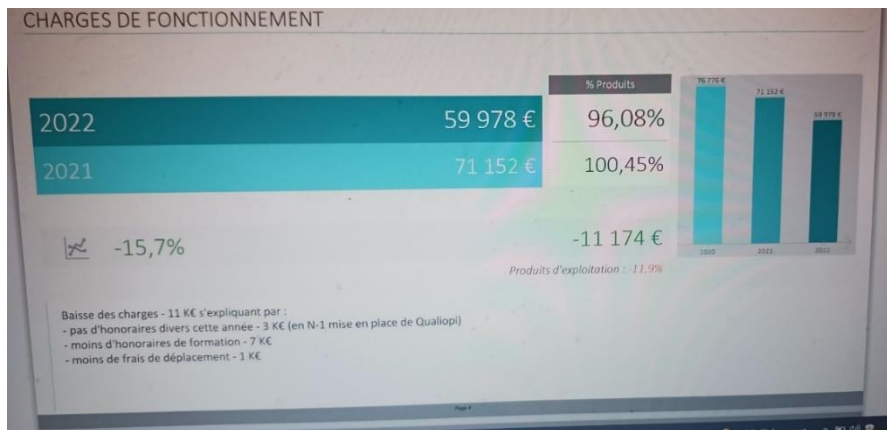 CHARGES DE FONCTIONNEMENT
% Produits
2022 59 978 € 96,08%
2021 71 152 € 100,45%
-15,7% -11 174 €
Produits d'exploitation : -11,9%
76 776 €
71 152 €
59 978 €
2020 2021 2022
Baisse des charges - 11 K€ s'expliquant par :
- pas d'honoraires divers cette année - 3 K€ (en N-1 mise en place de Qualiopi)
- moins d'honoraires de formation - 7 K€
- moins de frais de déplacement - 1 K€